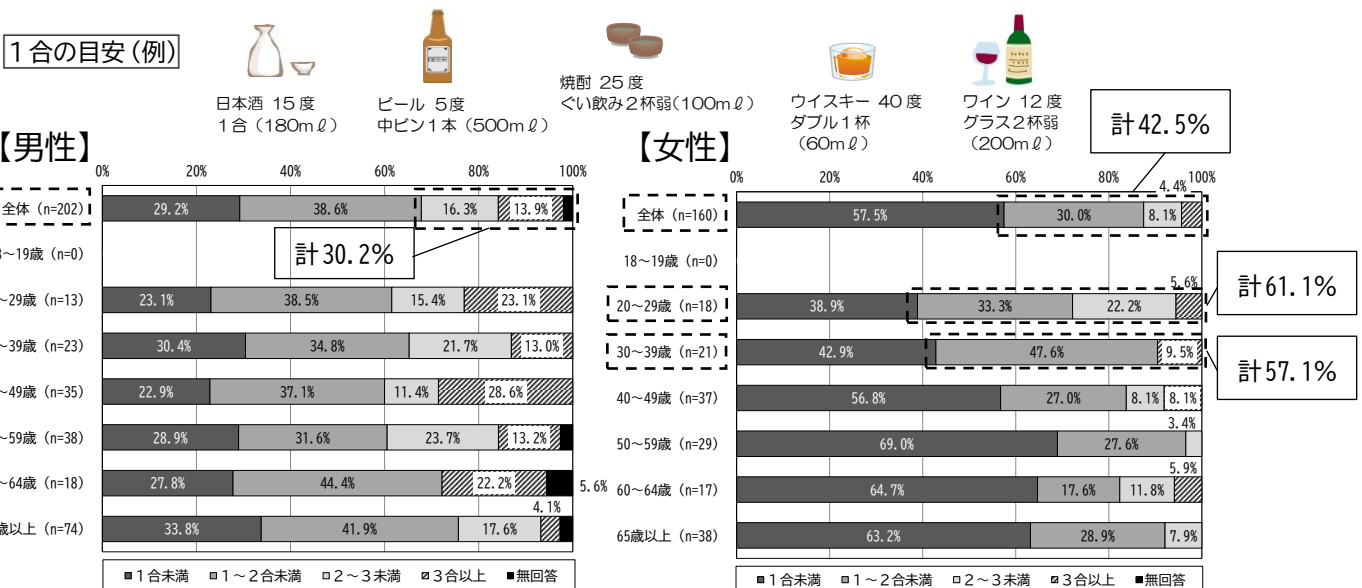 1合の目安(例)
日本酒 15度
1合(180mℓ)
ビール 5度
中ビン1本(500mℓ)
焼酎 25度
ぐい飲み2杯弱(100mℓ)
ウイスキー 40度
ダブル1杯
(60mℓ)
ワイン 12度
グラス2杯弱
(200mℓ)
【男性】
0% 20% 40% 60% 80% 100%
全体(n=202) 29.2% 38.6% 16.3% 13.9%
計30.2%
~19歳(n=0)
~29歳(n=13) 23.1% 38.5% 15.4% 23.1%
~39歳(n=23) 30.4% 34.8% 21.7% 13.0%
~49歳(n=35) 22.9% 37.1% 11.4% 28.6%
~59歳(n=38) 28.9% 31.6% 23.7% 13.2%
~64歳(n=18) 27.8% 44.4% 22.2% 5.6%
歳以上(n=74) 33.8% 41.9% 17.6% 4.1%
■1合未満 ■1~2合未満 □2~3未満 ▨3合以上 ■無回答
【女性】
計42.5%
0% 20% 40% 60% 80% 100%
全体(n=160) 57.5% 30.0% 8.1% 4.4%
18~19歳(n=0)
20~29歳(n=18) 38.9% 33.3% 22.2% 5.6%
計61.1%
30~39歳(n=21) 42.9% 47.6% 9.5%
計57.1%
40~49歳(n=37) 56.8% 27.0% 8.1% 8.1%
50~59歳(n=29) 69.0% 27.6% 3.4%
60~64歳(n=17) 64.7% 17.6% 11.8% 5.9%
65歳以上(n=38) 63.2% 28.9% 7.9%
■1合未満 ■1~2合未満 □2~3未満 ▨3合以上 ■無回答